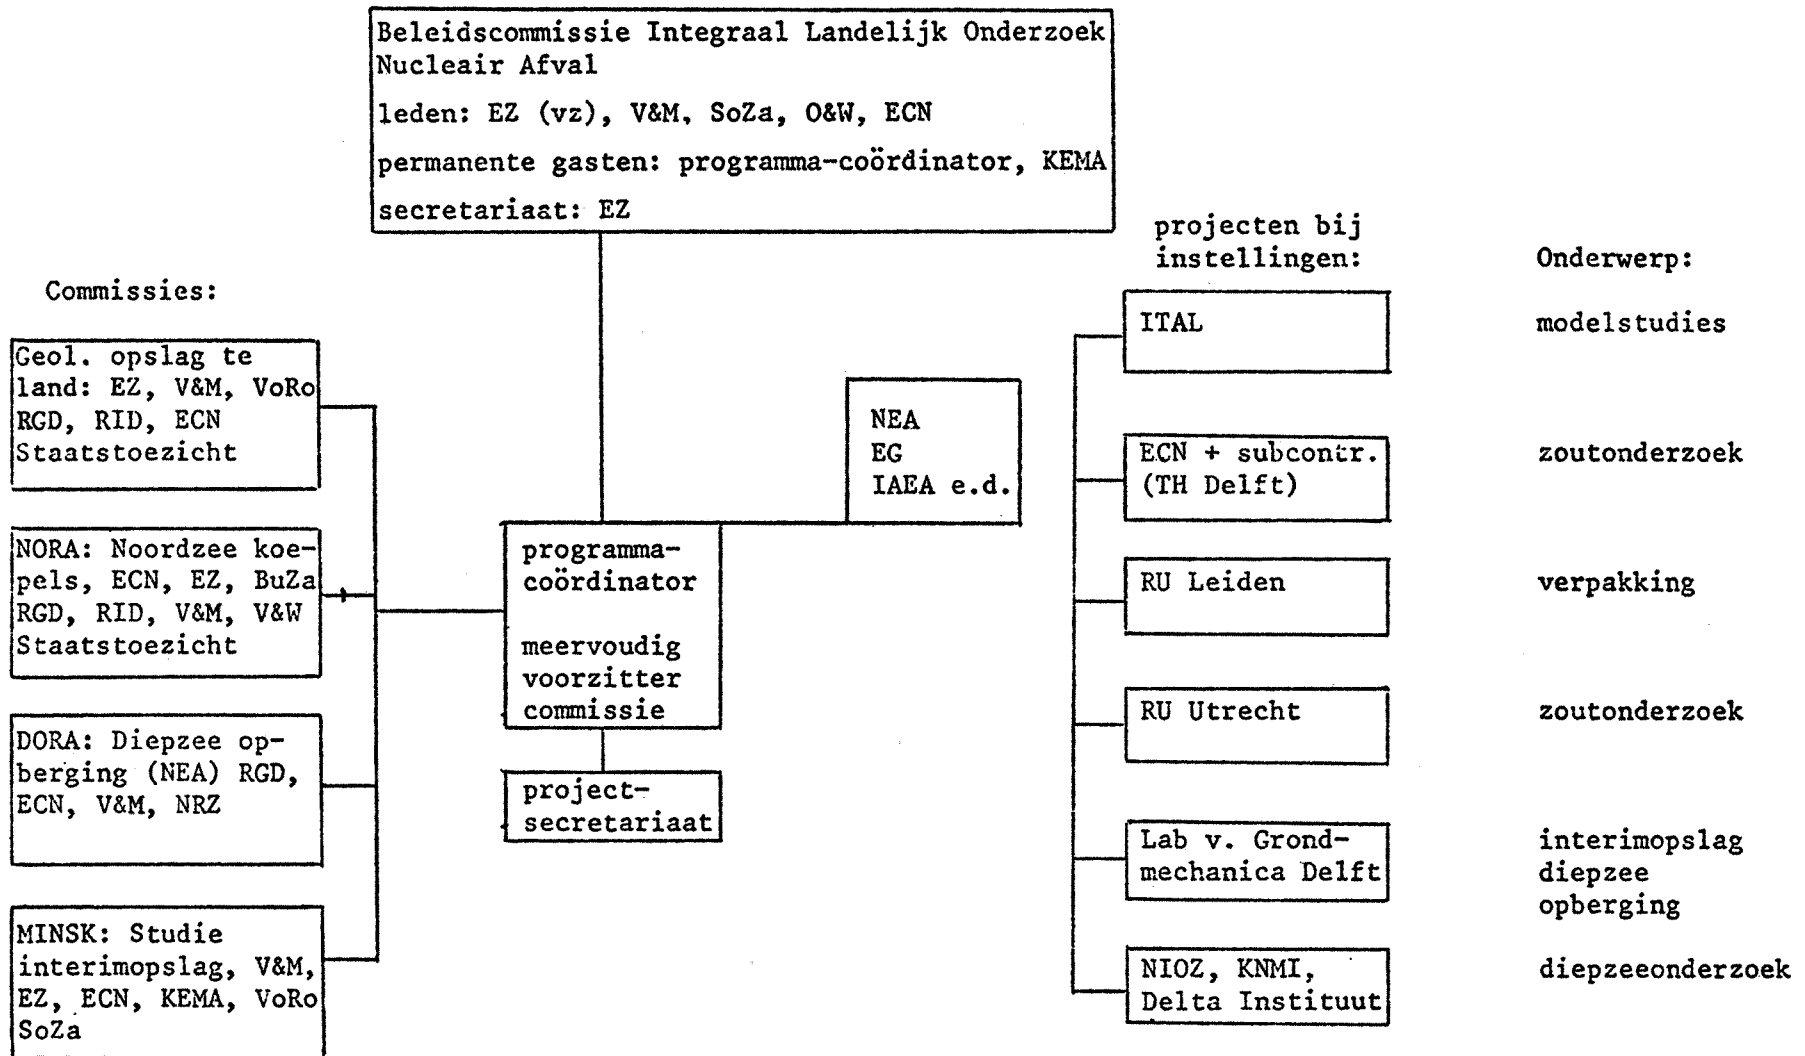 Beleidscommissie Integraal Landelijk Onderzoek
Nucleair Afval
leden: EZ (vz), V&M, SoZa, O&W, ECN
permanente gasten: programma-coördinator, KEMA
secretariaat: EZ
Commissies:
Geol. opslag te
land: EZ, V&M, VoRo
RGD, RID, ECN
Staatstoezicht
NORA: Noordzee koe-
pels, ECN, EZ, BuZa
RGD, RID, V&M, V&W
Staatstoezicht
DORA: Diepzee op-
berging (NEA) RGD,
ECN, V&M, NRZ
MINSK: Studie
interimopslag, V&M,
EZ, ECN, KEMA, VoRo
SoZa
NEA
EG
IAEA e.d.
programma-
coördinator
meervoudig
voorzitter
commissie
project-
secretariaat
projecten bij
instellingen:
Onderwerp:
ITAL
modelstudies
ECN + subcontr.
(TH Delft)
zoutonderzoek
RU Leiden
verpakking
RU Utrecht
zoutonderzoek
Lab v. Grond-
mechanica Delft
interimopslag
diepzee
opberging
NIOZ, KNMI,
Delta Instituut
diepzeeonderzoek